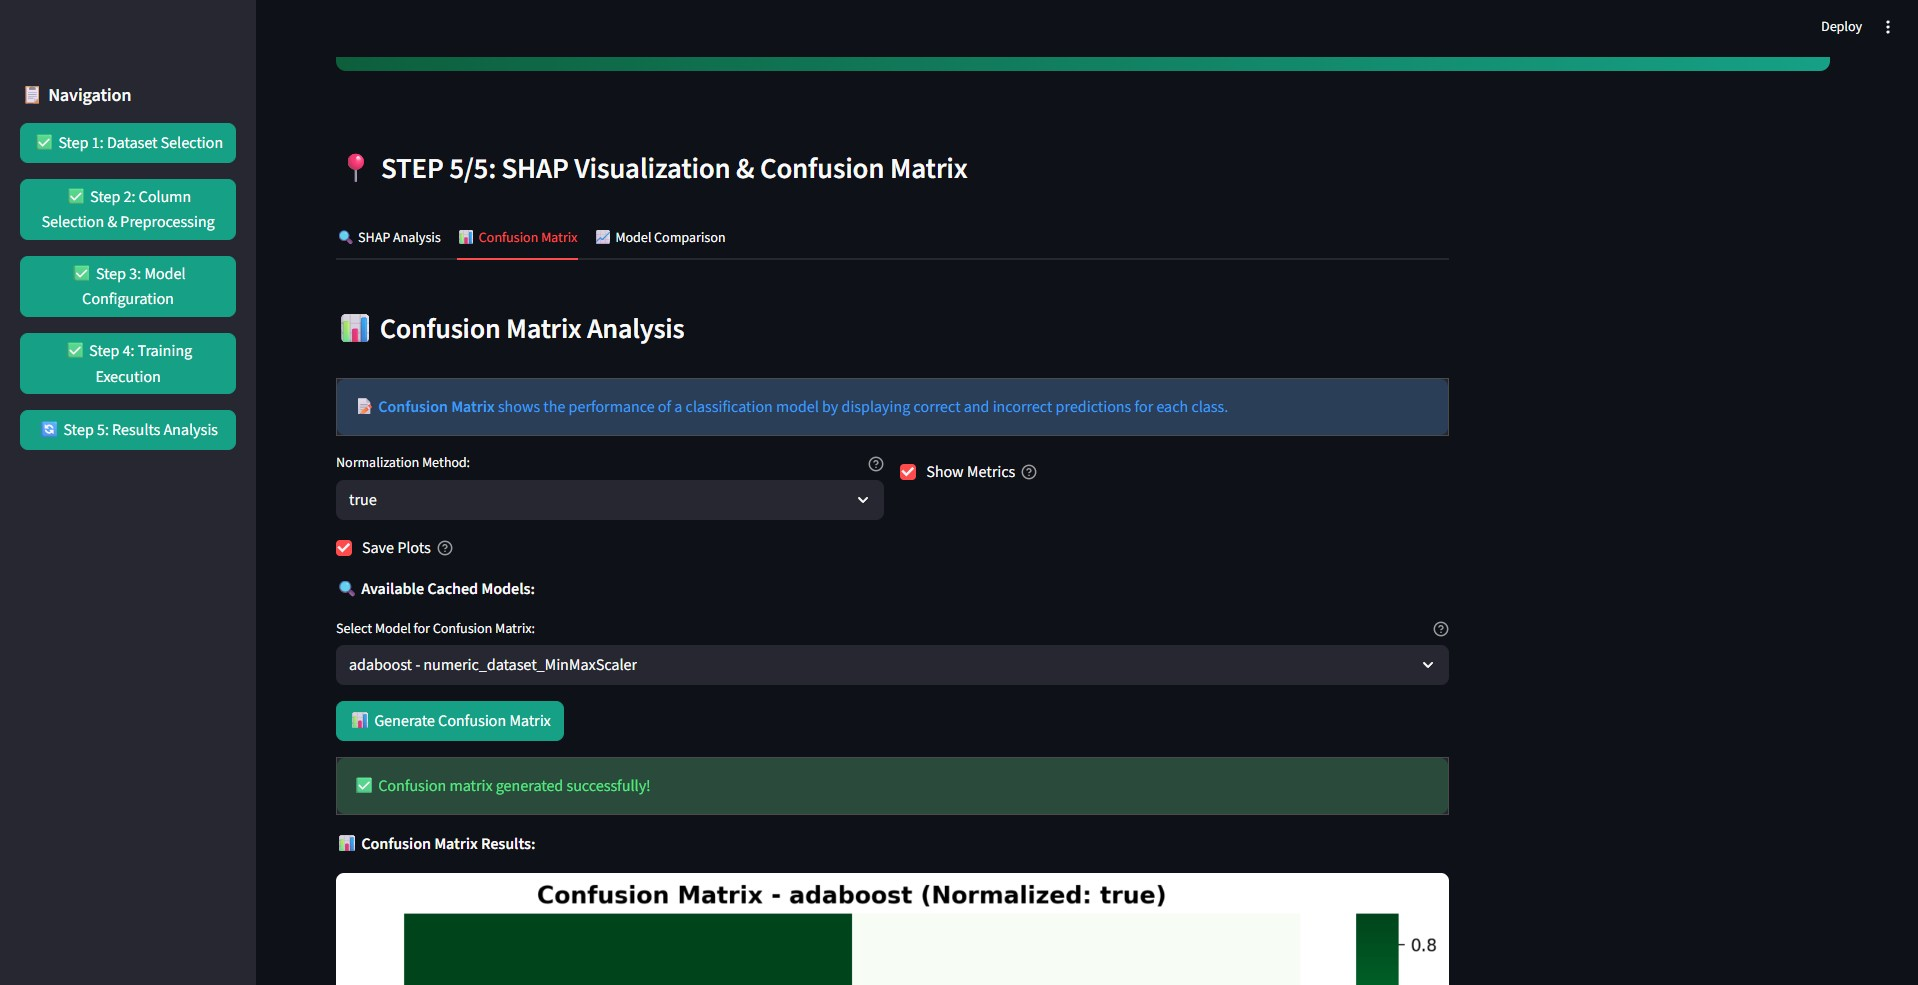 Deploy
Navigation
Step 1: Dataset Selection
Step 2: Column
Selection & Preprocessing
Step 3: Model
Configuration
Step 4: Training
Execution
Step 5: Results Analysis
STEP 5/5: SHAP Visualization & Confusion Matrix
SHAP Analysis
Confusion Matrix
Model Comparison
Confusion Matrix Analysis
Confusion Matrix shows the performance of a classification model by displaying correct and incorrect predictions for each class.
Normalization Method:
true
Show Metrics
Save Plots
Available Cached Models:
Select Model for Confusion Matrix:
adaboost - numeric_dataset_MinMaxScaler
Generate Confusion Matrix
Confusion matrix generated successfully!
Confusion Matrix Results:
Confusion Matrix - adaboost (Normalized: true)
0.8